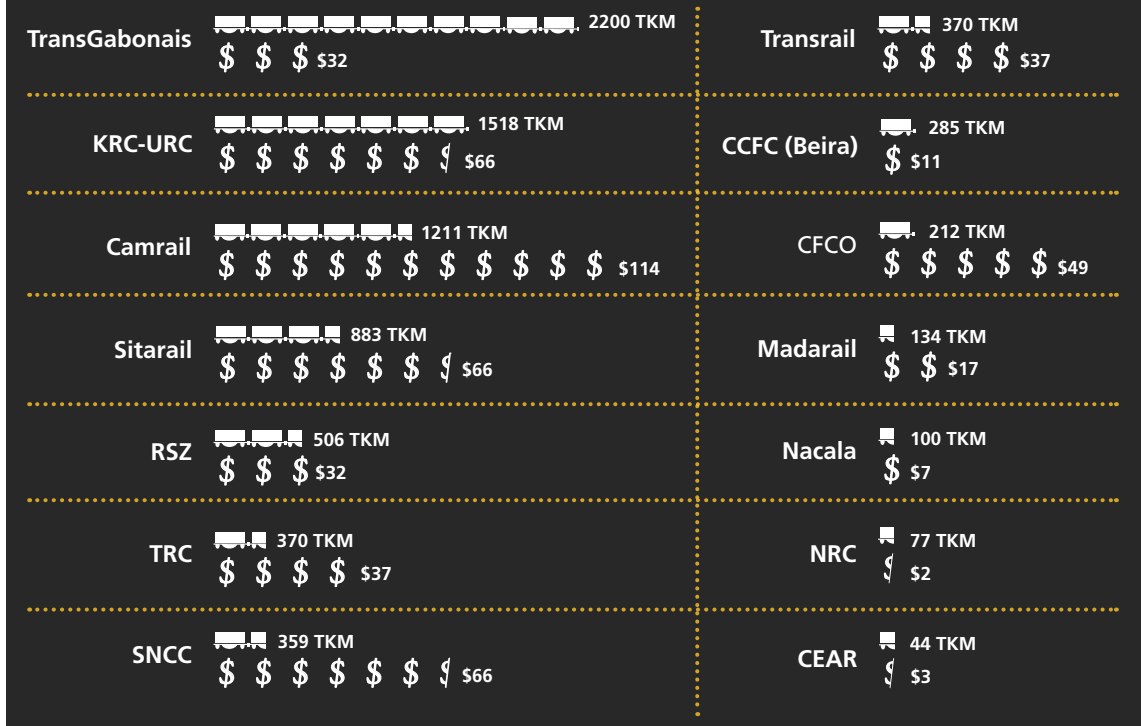 TransGabonais
2200 TKM
$ $ $ $32
KRC-URC
1518 TKM
$ $ $ $ $ $ $ $66
Camrail
1211 TKM
$ $ $ $ $ $ $ $ $ $ $ $114
Sitarail
883 TKM
$ $ $ $ $ $ $ $66
RSZ
506 TKM
$ $ $ $32
TRC
370 TKM
$ $ $ $ $37
SNCC
359 TKM
$ $ $ $ $ $ $ $66
Transrail
370 TKM
$ $ $ $ $37
CCFC (Beira)
285 TKM
$ $11
CFCO
212 TKM
$ $ $ $ $ $49
Madarail
134 TKM
$ $ $17
Nacala
100 TKM
$ $7
NRC
77 TKM
$ $2
CEAR
44 TKM
$ $3